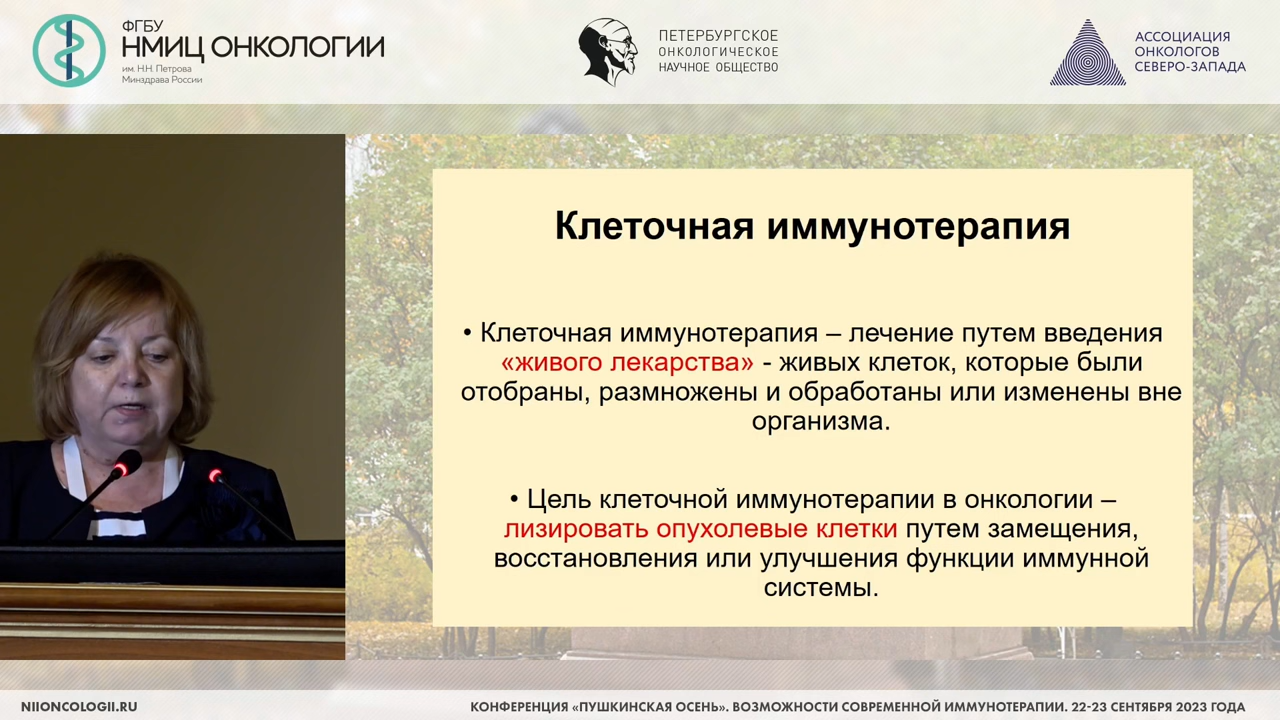 ФГБУ
НМИЦ ОНКОЛОГИИ
им. Н.Н. Петрова
Минздрава России
ПЕТЕРБУРГСКОЕ
ОНКОЛОГИЧЕСКОЕ
НАУЧНОЕ ОБЩЕСТВО
АССОЦИАЦИЯ
ОНКОЛОГОВ
СЕВЕРО-ЗАПАДА
Клеточная иммунотерапия
• Клеточная иммунотерапия – лечение путем введения
«живого лекарства» - живых клеток, которые были
отобраны, размножены и обработаны или изменены вне
организма.
• Цель клеточной иммунотерапии в онкологии –
лизировать опухолевые клетки путем замещения,
восстановления или улучшения функции иммунной
системы.
NIIONCOLOGII.RU
КОНФЕРЕНЦИЯ «ПУШКИНСКАЯ ОСЕНЬ». ВОЗМОЖНОСТИ СОВРЕМЕННОЙ ИММУНОТЕРАПИИ. 22-23 СЕНТЯБРЯ 2023 ГОДА